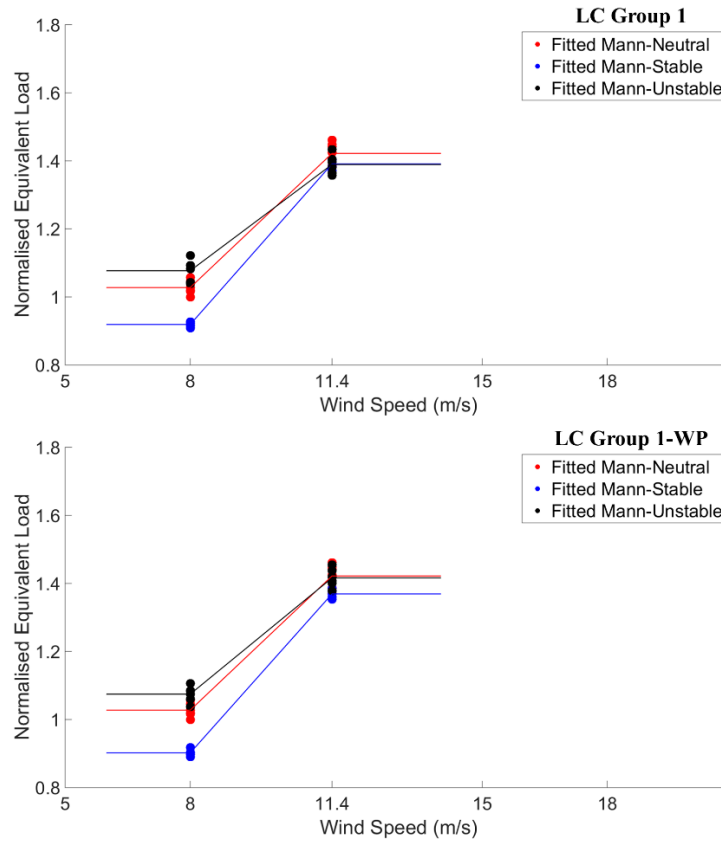 LC Group 1
Fitted Mann-Neutral
Fitted Mann-Stable
Fitted Mann-Unstable
Normalised Equivalent Load
1.8
1.6
1.4
1.2
1
0.8
5 8 11.4 15 18
Wind Speed (m/s)
LC Group 1-WP
Fitted Mann-Neutral
Fitted Mann-Stable
Fitted Mann-Unstable
Normalised Equivalent Load
1.8
1.6
1.4
1.2
1
0.8
5 8 11.4 15 18
Wind Speed (m/s)